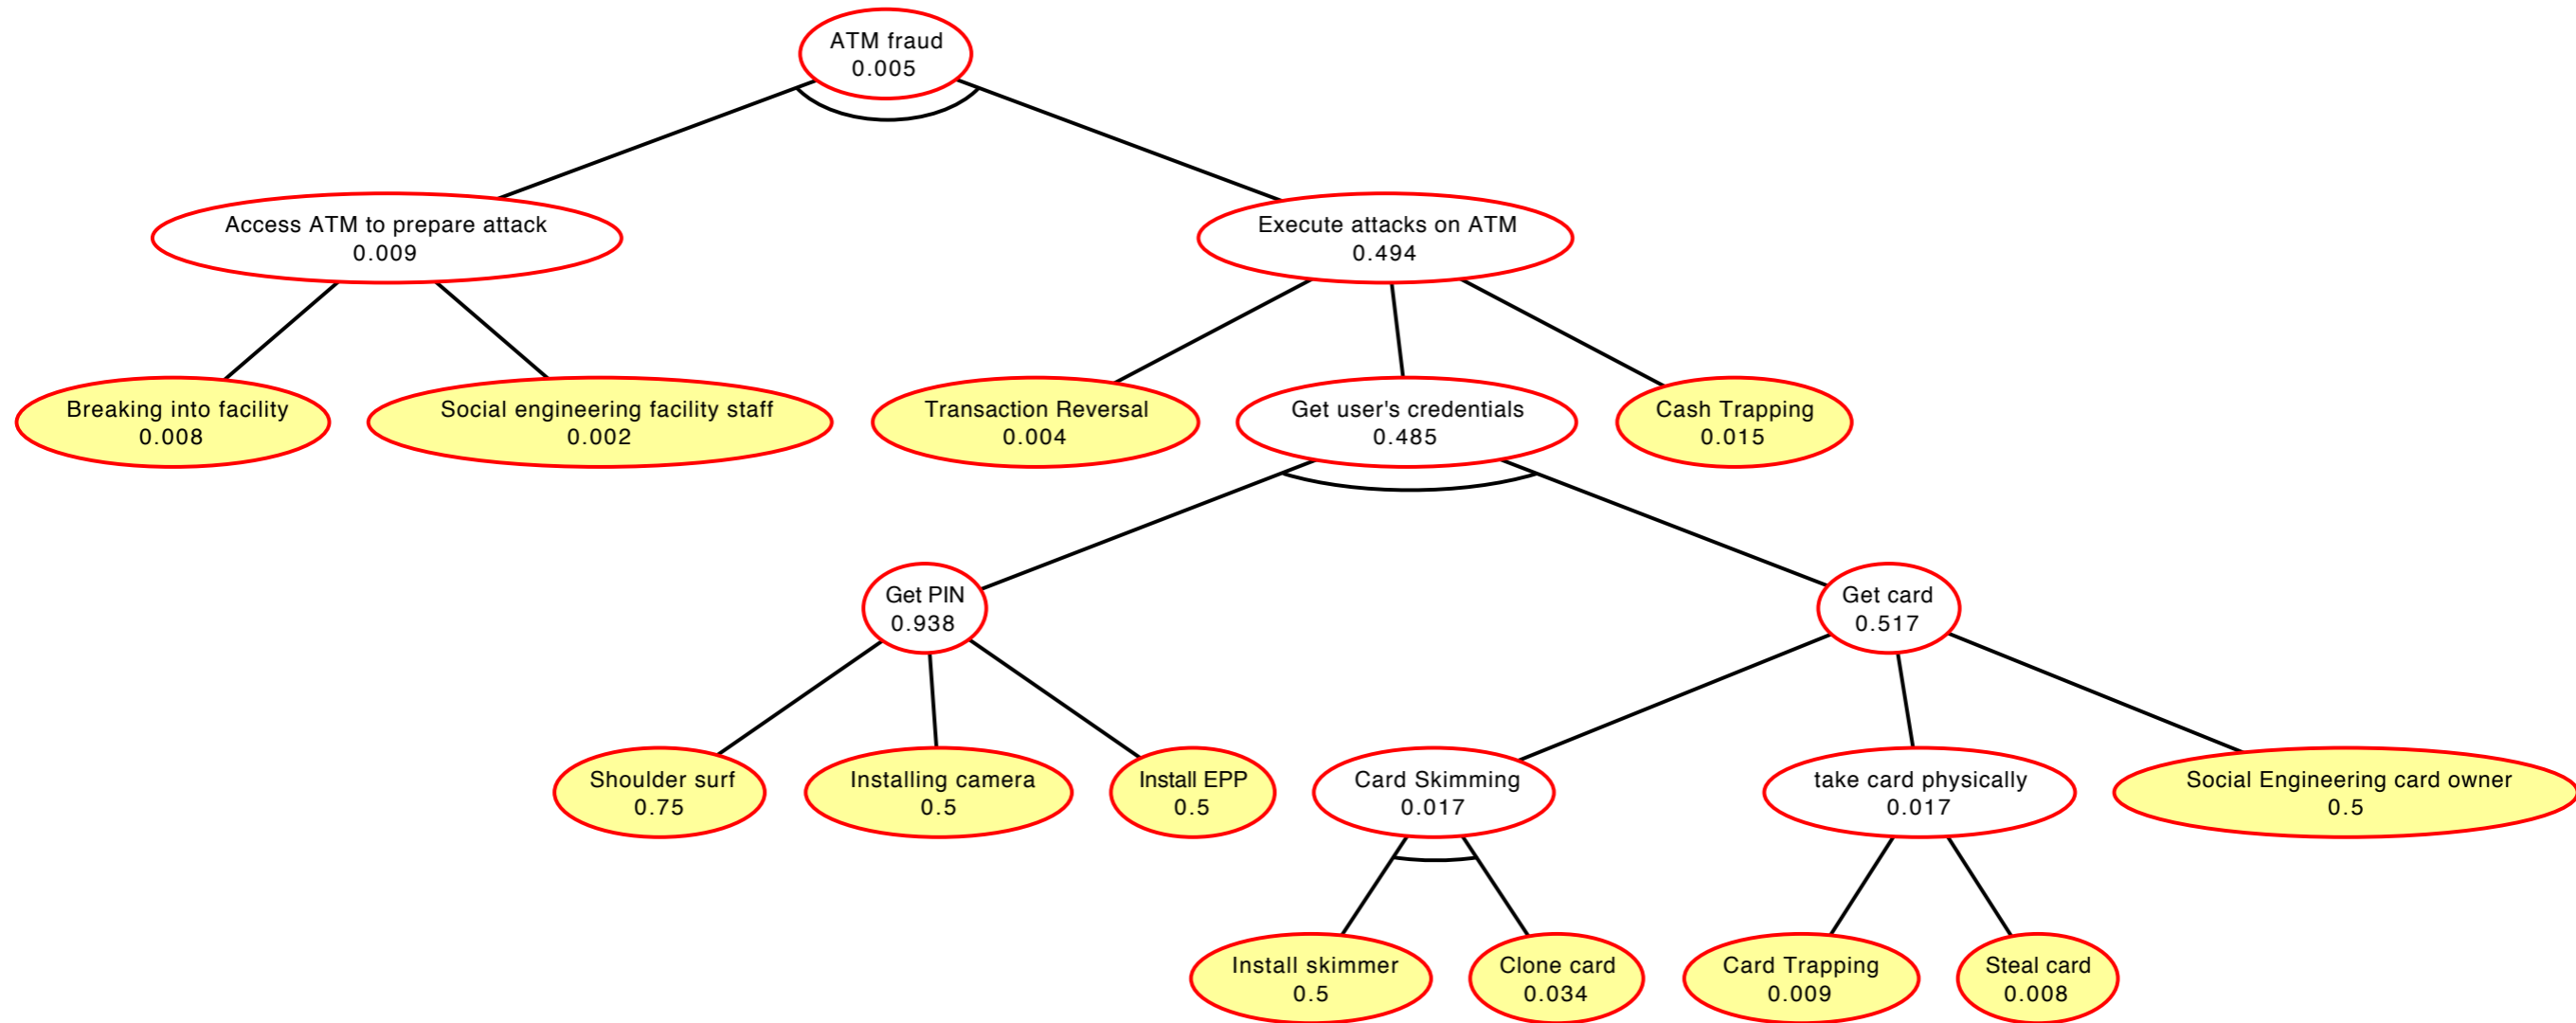 ATM fraud
0.005
Access ATM to prepare attack
0.009
Execute attacks on ATM
0.494
Breaking into facility
0.008
Social engineering facility staff
0.002
Transaction Reversal
0.004
Get user's credentials
0.485
Cash Trapping
0.015
Get PIN
0.938
Get card
0.517
Shoulder surf
0.75
Installing camera
0.5
Install EPP
0.5
Card Skimming
0.017
take card physically
0.017
Social Engineering card owner
0.5
Install skimmer
0.5
Clone card
0.034
Card Trapping
0.009
Steal card
0.008